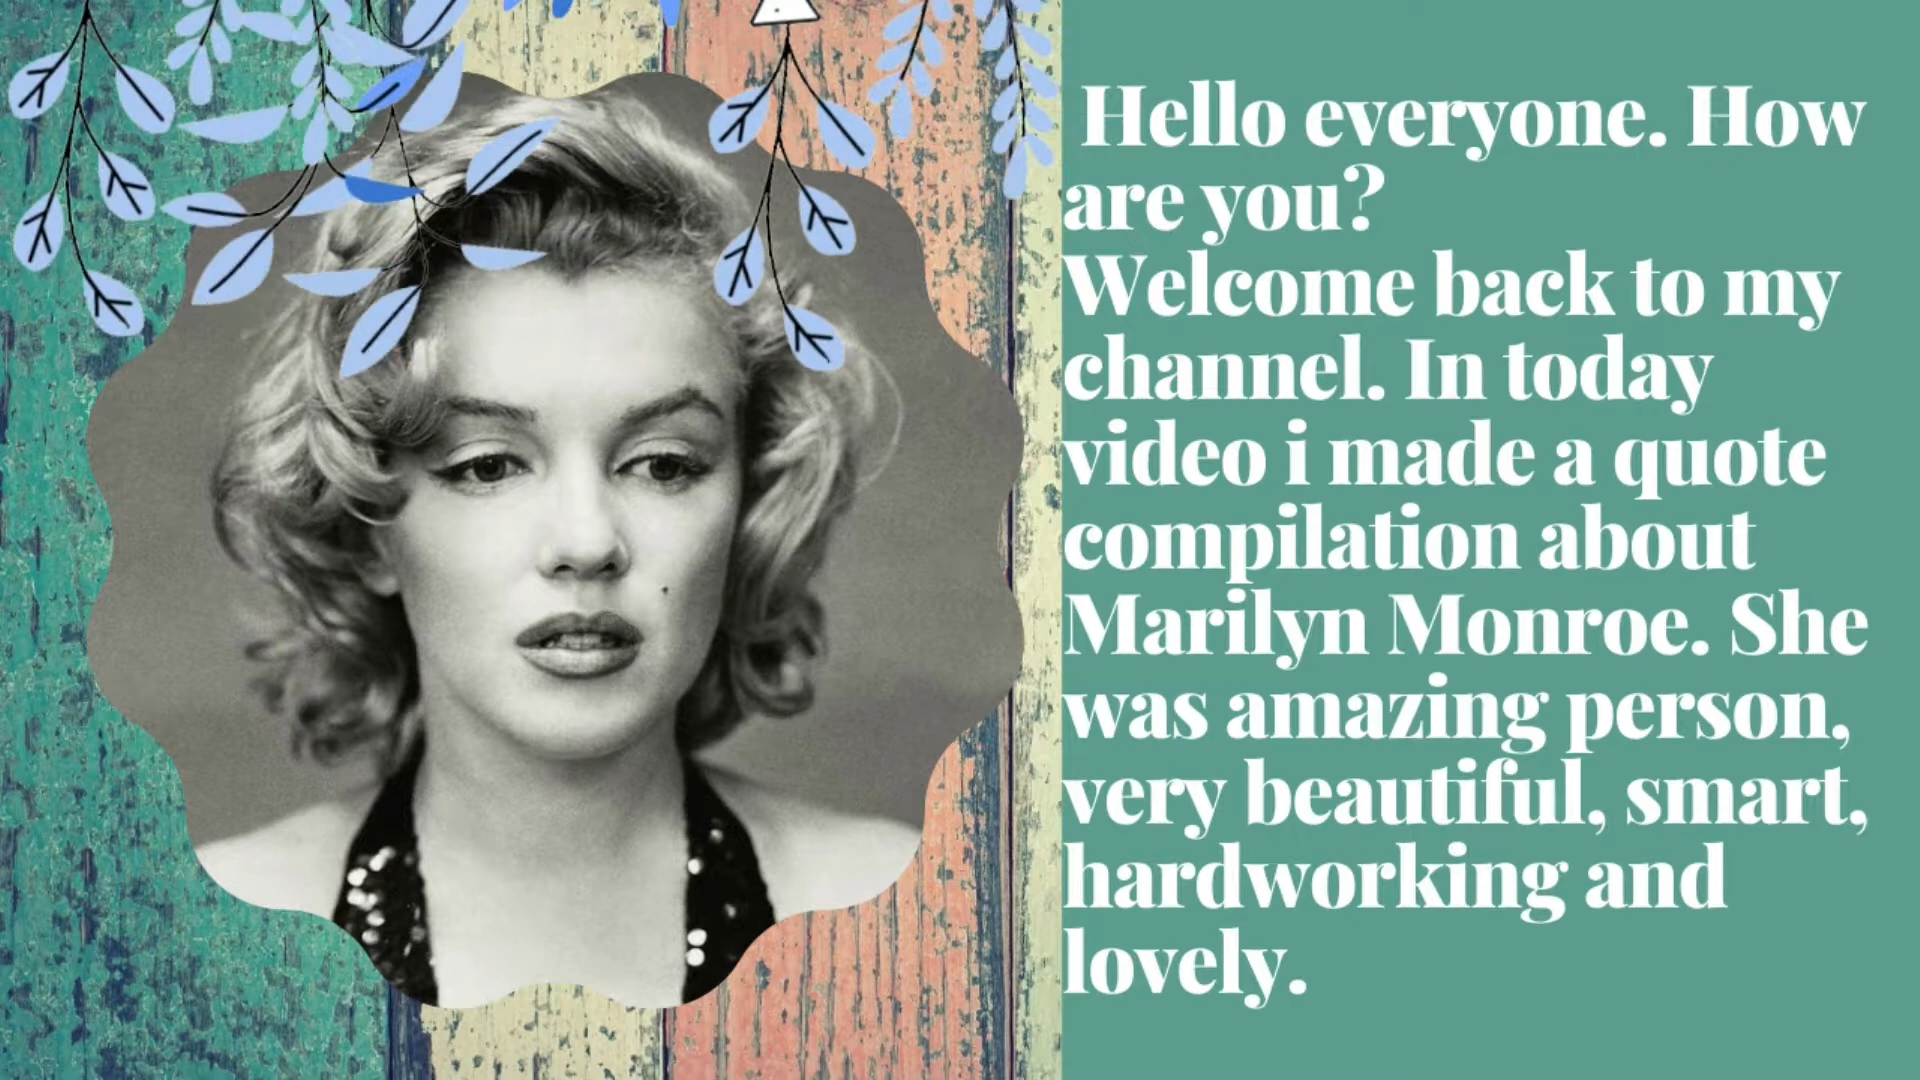 Hello everyone. How
are you?
Welcome back to my
channel. In today
video i made a quote
compilation about
Marilyn Monroe. She
was amazing person,
very beautiful, smart,
hardworking and
lovely.